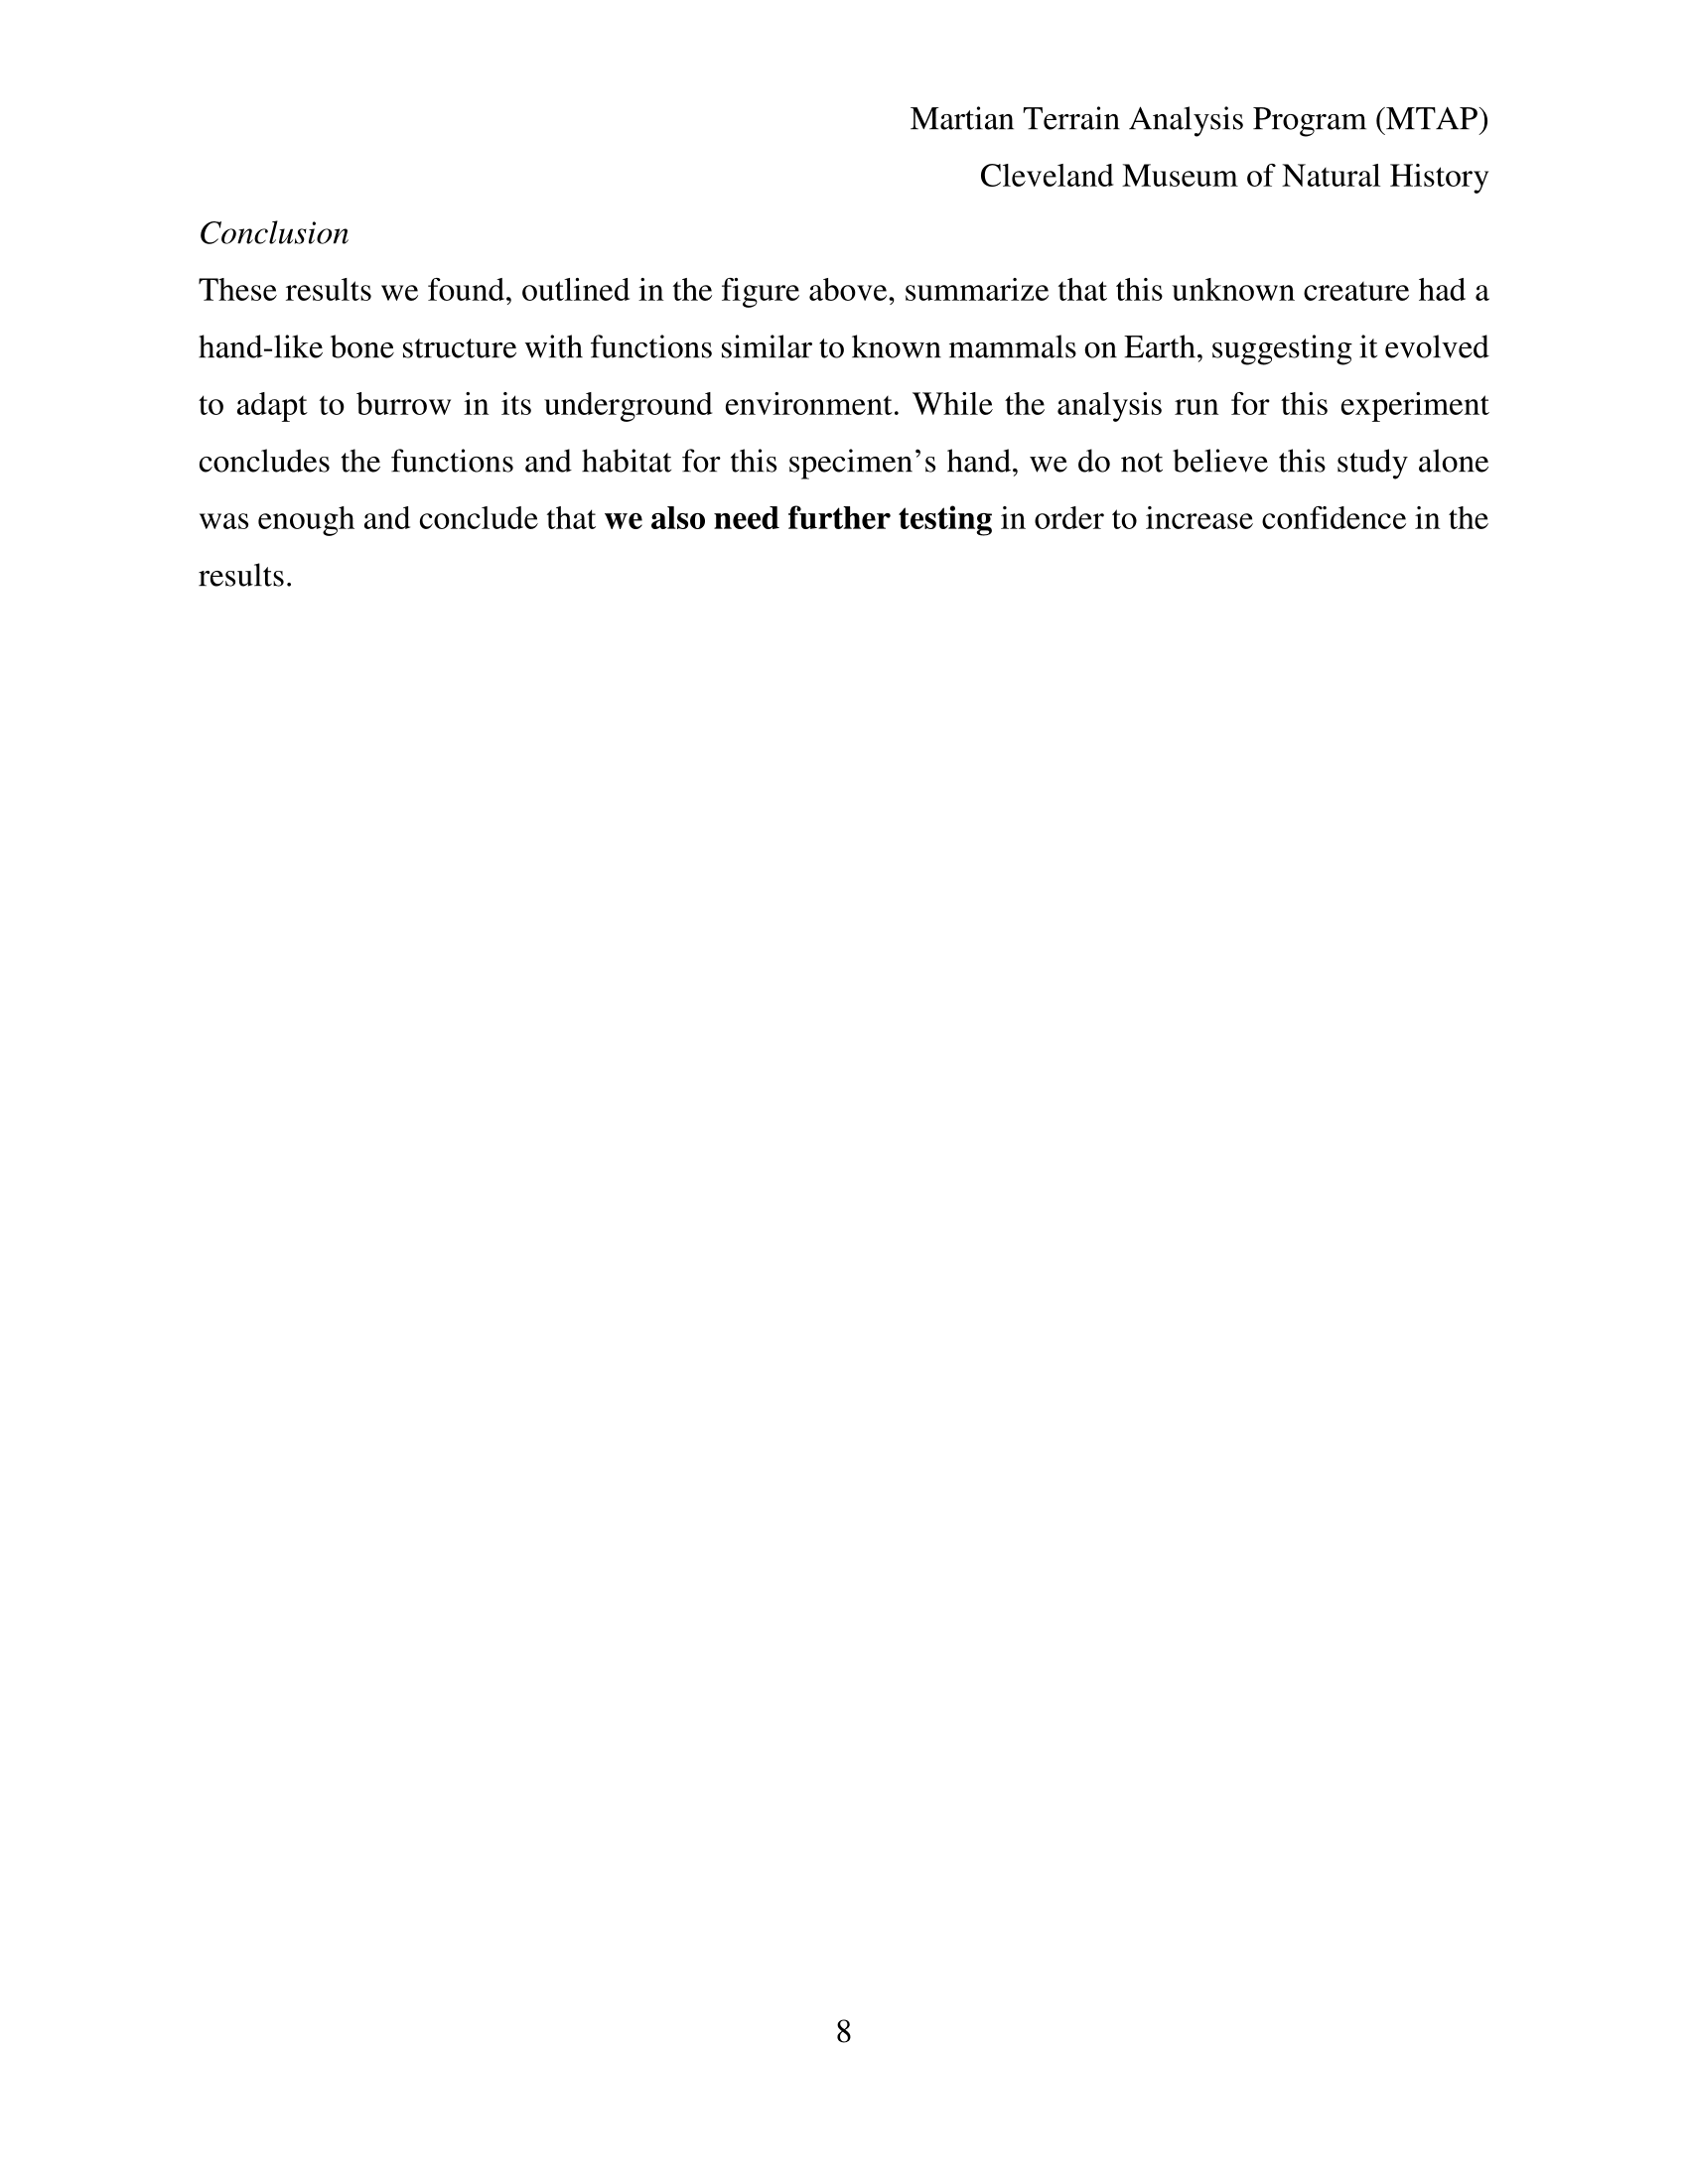 Martian Terrain Analysis Program (MTAP)
Cleveland Museum of Natural History
Conclusion
These results we found, outlined in the figure above, summarize that this unknown creature had a
hand-like bone structure with functions similar to known mammals on Earth, suggesting it evolved
to adapt to burrow in its underground environment. While the analysis run for this experiment
concludes the functions and habitat for this specimen’s hand, we do not believe this study alone
was enough and conclude that we also need further testing in order to increase confidence in the
results.
8